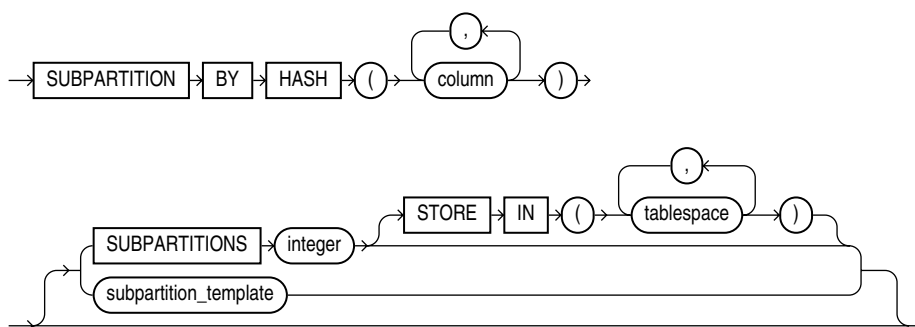 ,
SUBPARTITION BY HASH ( column )
,
STORE IN ( tablespace )
SUBPARTITIONS integer
subpartition_template